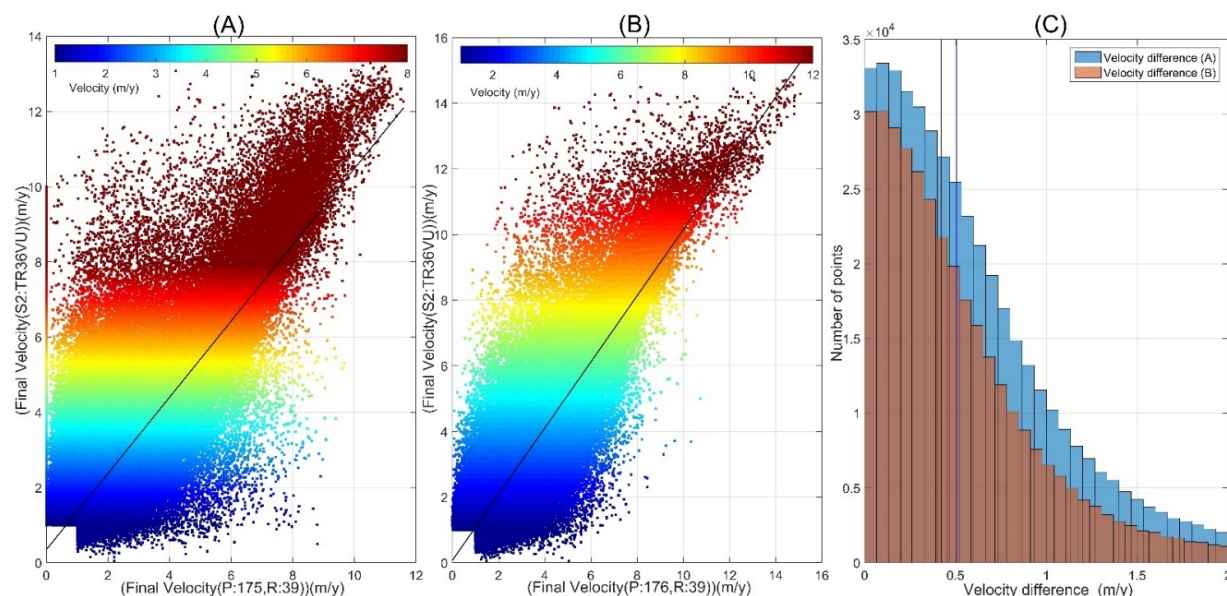 (A)
14
12
10
8
6
4
2
0
1 2 3 4 5 6 7 8
Velocity (m/y)
(Final Velocity(S2:TR36VU))(m/y)
0 2 4 6 8 10 12
(Final Velocity(P:175,R:39))(m/y)
(B)
16
14
12
10
8
6
4
2
0
2 4 6 8 10 12
Velocity (m/y)
(Final Velocity(S2:TR36VU))(m/y)
0 2 4 6 8 10 12 14 16
(Final Velocity(P:176,R:39))(m/y)
(C)
×10⁴
3.5
3
2.5
2
1.5
1
0.5
0
Number of points
Velocity difference (A)
Velocity difference (B)
0 0.5 1 1.5 2
Velocity difference (m/y)